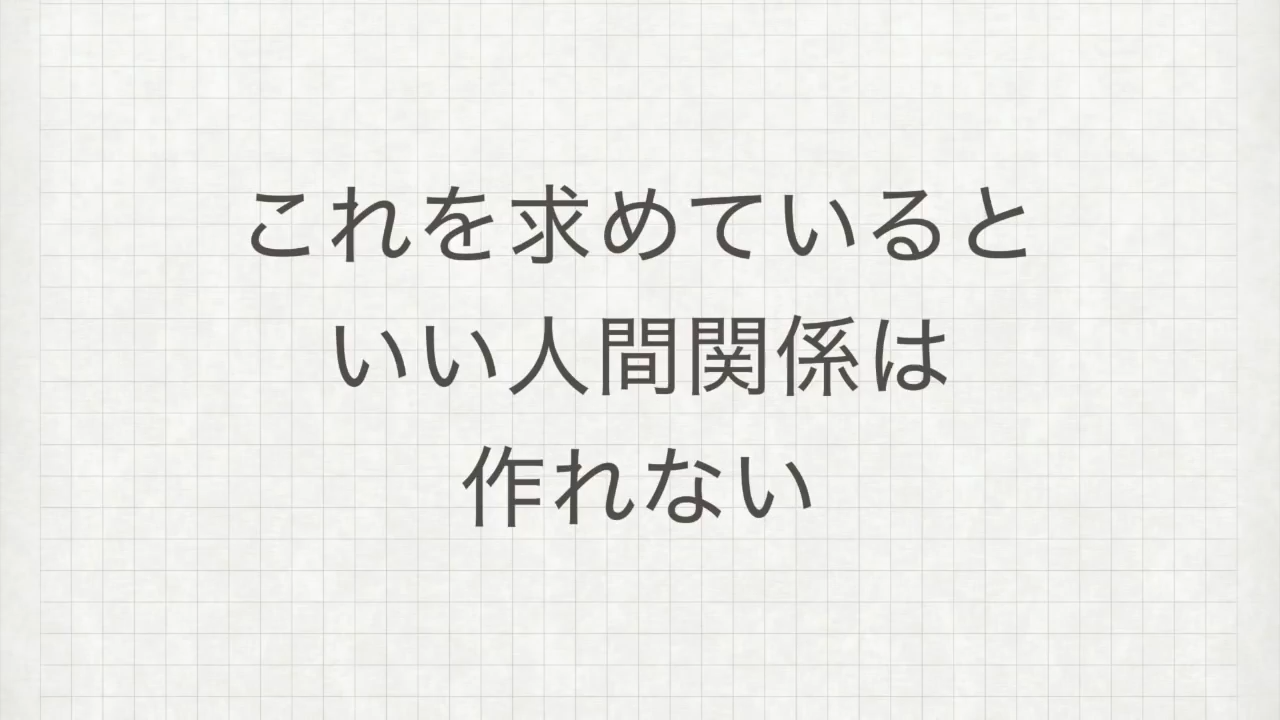 これを求めていると
いい人間関係は
作れない